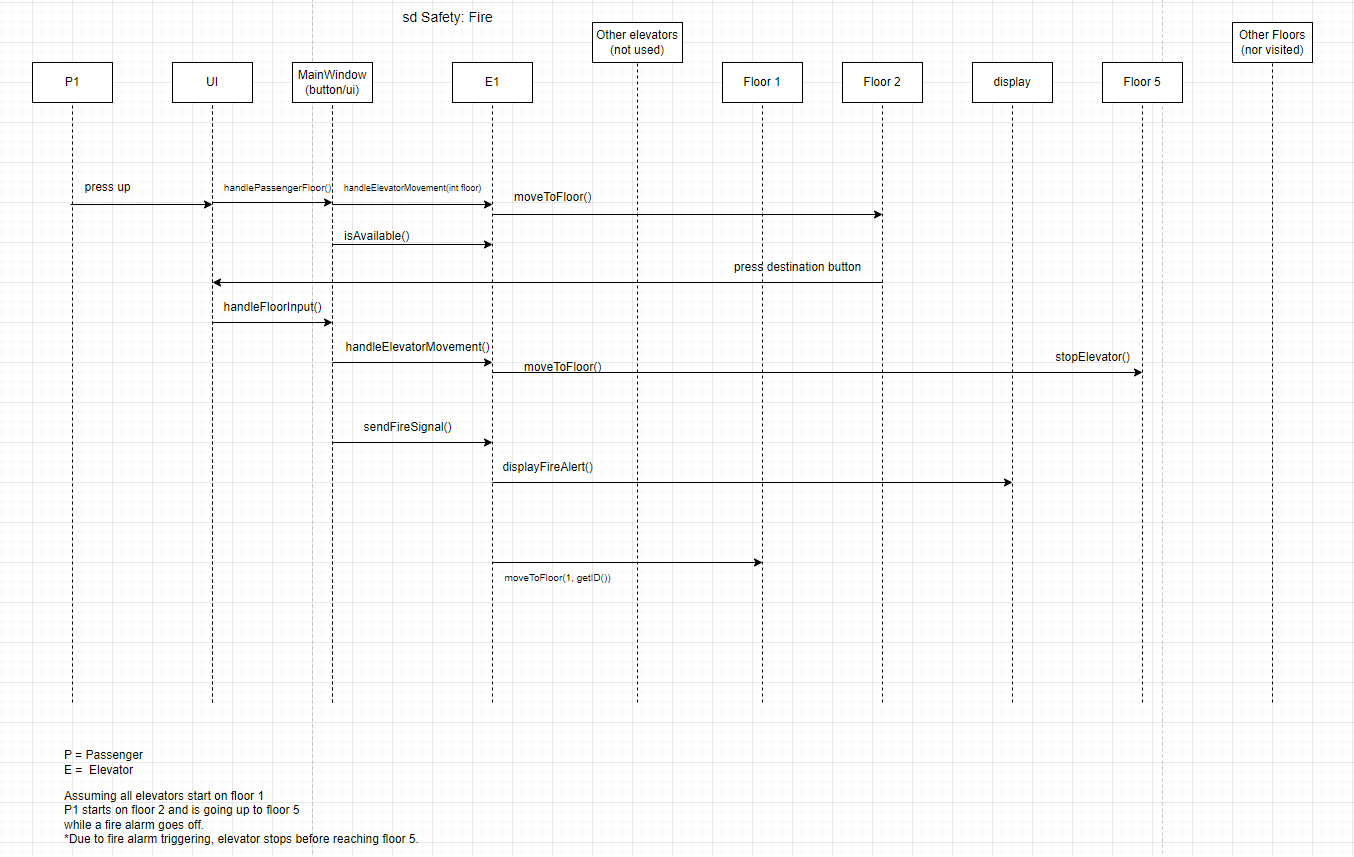 sd Safety: Fire
Other elevators
(not used)
Other Floors
(nor visited)
P1
UI
MainWindow
(button/ui)
E1
Floor 1
Floor 2
display
Floor 5
press up
handlePassengerFloor()
handleElevatorMovement(int floor)
moveToFloor()
isAvailable()
press destination button
handleFloorInput()
handleElevatorMovement()
stopElevator()
moveToFloor()
sendFireSignal()
displayFireAlert()
moveToFloor(1, getID())
P = Passenger
E =  Elevator
Assuming all elevators start on floor 1
P1 starts on floor 2 and is going up to floor 5
while a fire alarm goes off.
*Due to fire alarm triggering, elevator stops before reaching floor 5.